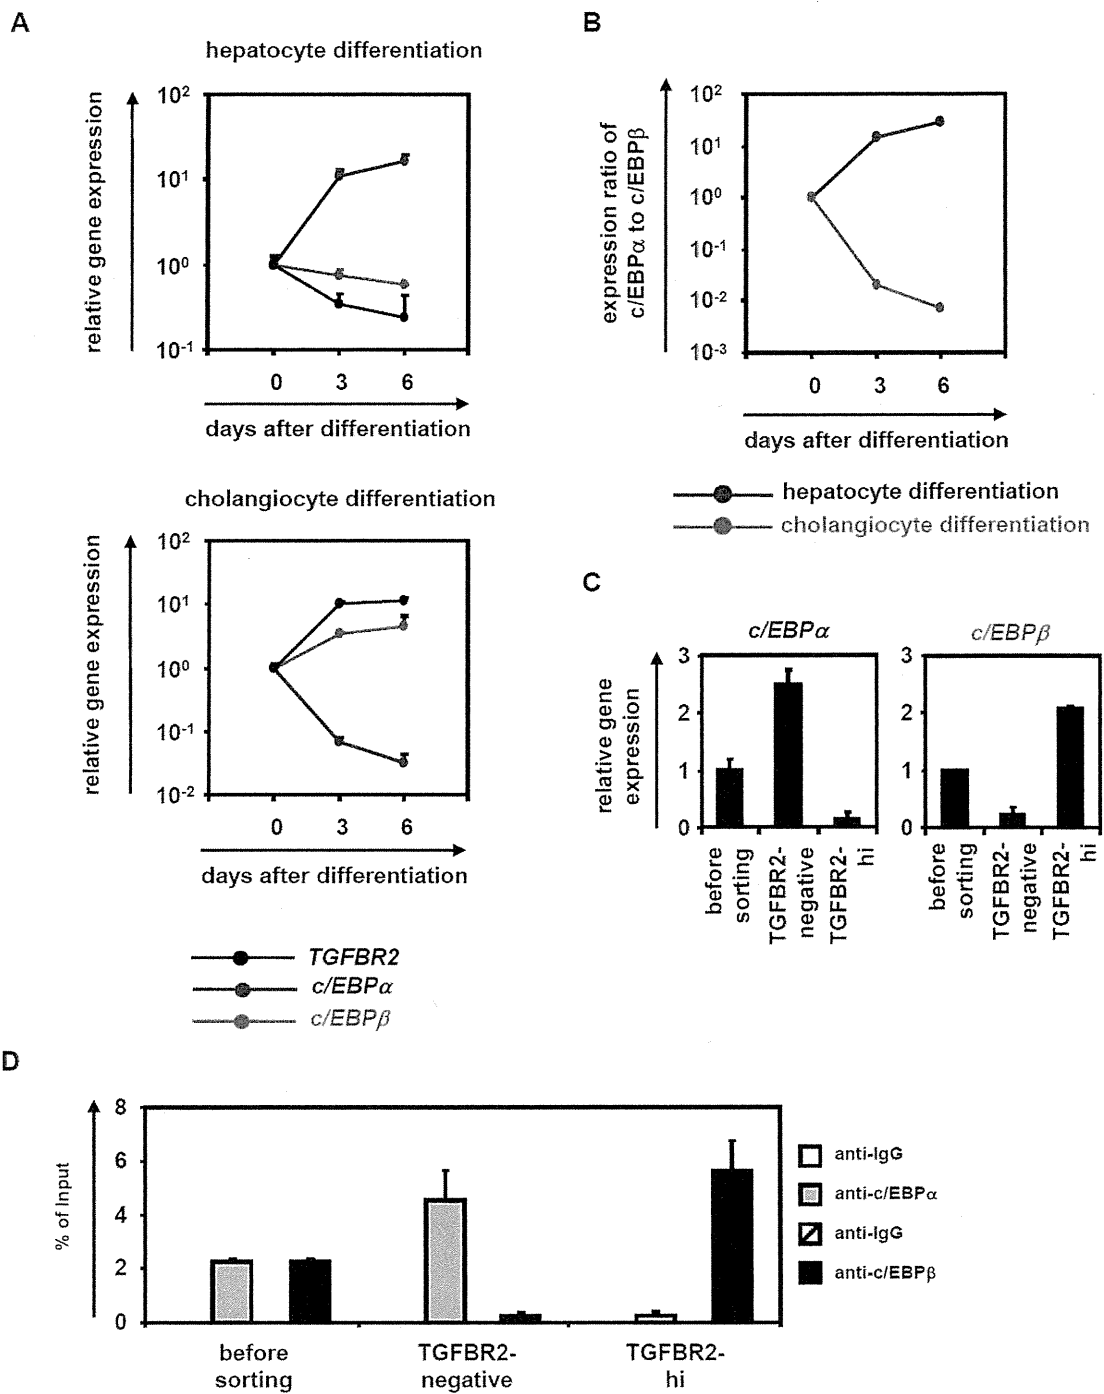 A
hepatocyte differentiation
relative gene expression
10²
10¹
10⁰
10⁻¹
0 3 6
days after differentiation
cholangiocyte differentiation
relative gene expression
10²
10¹
10⁰
10⁻¹
10⁻²
0 3 6
days after differentiation
TGFBR2
c/EBPα
c/EBPβ
B
expression ratio of
c/EBPα to c/EBPβ
10²
10¹
10⁰
10⁻¹
10⁻²
10⁻³
0 3 6
days after differentiation
hepatocyte differentiation
cholangiocyte differentiation
C
c/EBPα
relative gene
expression
3
2
1
0
before
sorting
TGFBR2-
negative
TGFBR2-
hi
c/EBPβ
3
2
1
0
before
sorting
TGFBR2-
negative
TGFBR2-
hi
D
% of Input
8
6
4
2
0
before
sorting
TGFBR2-
negative
TGFBR2-
hi
anti-IgG
anti-c/EBPα
anti-IgG
anti-c/EBPβ